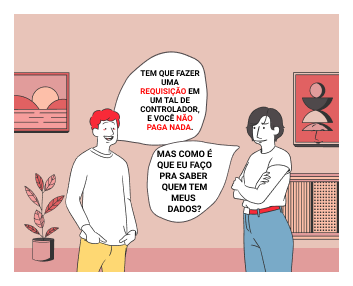 TEM QUE FAZER
UMA
REQUISIÇÃO EM
UM TAL DE
CONTROLADOR,
E VOCÊ NÃO
PAGA NADA.
MAS COMO É
QUE EU FAÇO
PRA SABER
QUEM TEM
MEUS
DADOS?